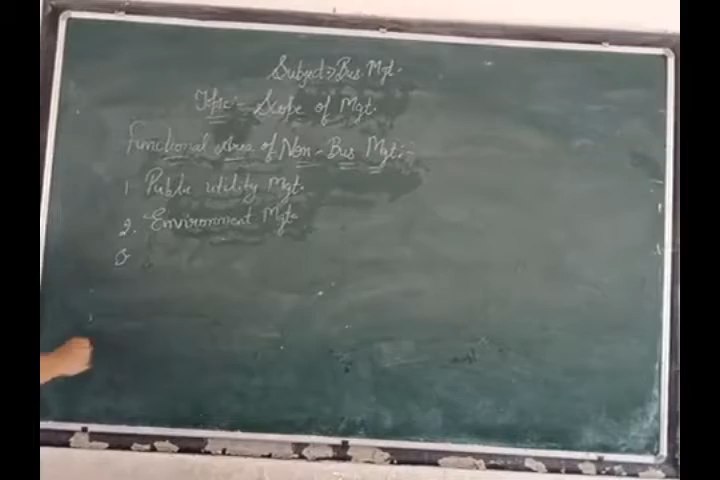 Subject:- Bus. Mgt.
Topic:- Scope of Mgt.
Functional Area of Non-Bus Mgt:-
1. Public utility Mgt.
2. Environment Mgt.
3